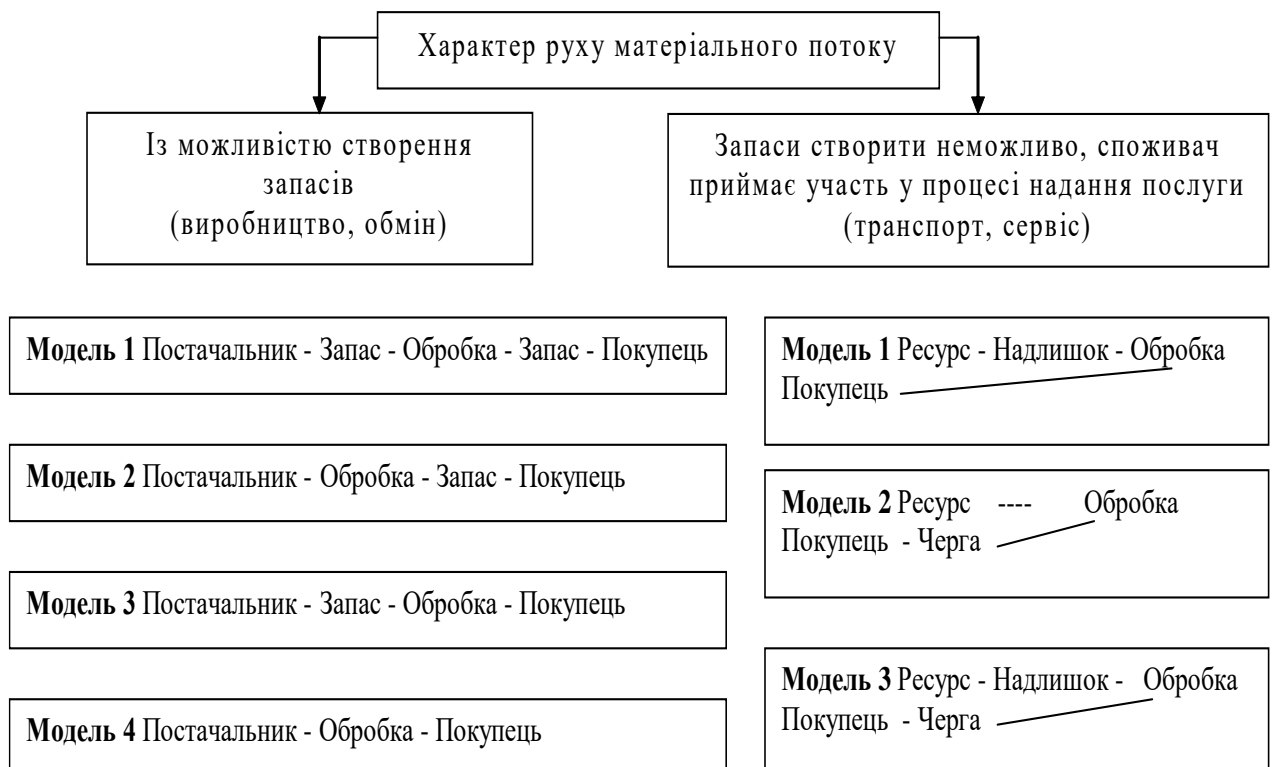 Характер руху матеріального потоку
Із можливістю створення
запасів
(виробництво, обмін)
Запаси створити неможливо, споживач
приймає участь у процесі надання послуги
(транспорт, сервіс)
Модель 1 Постачальник - Запас - Обробка - Запас - Покупець
Модель 2 Постачальник - Обробка - Запас - Покупець
Модель 3 Постачальник - Запас - Обробка - Покупець
Модель 4 Постачальник - Обробка - Покупець
Модель 1 Ресурс - Надлишок - Обробка
Покупець
Модель 2 Ресурс ---- Обробка
Покупець - Черга
Модель 3 Ресурс - Надлишок - Обробка
Покупець - Черга